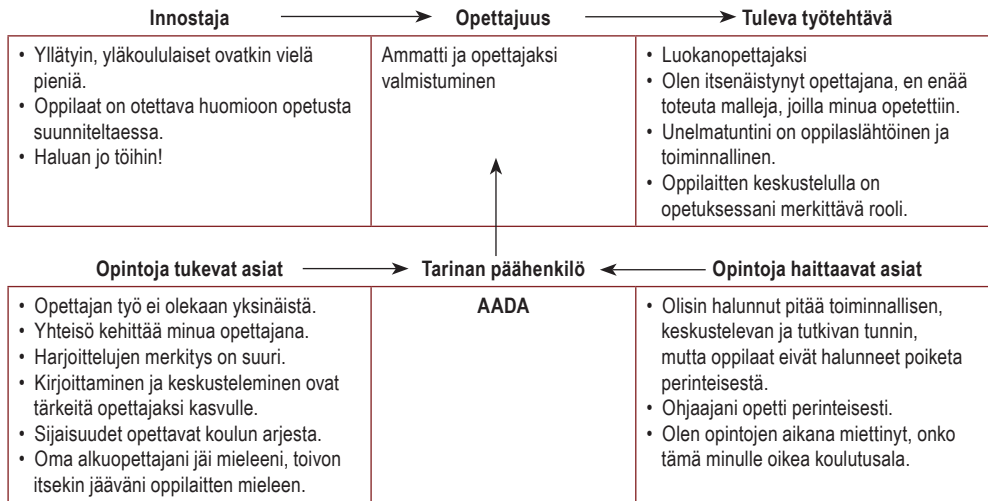 Innostaja
Opettajuus
Tuleva työtehtävä
• Yllätyin, yläkoululaiset ovatkin vielä
pieniä.
• Oppilaat on otettava huomioon opetusta
suunniteltaessa.
• Haluan jo töihin!
Ammatti ja opettajaksi
valmistuminen
• Luokanopettajaksi
• Olen itsenäistynyt opettajana, en enää
toteuta malleja, joilla minua opetettiin.
• Unelmatuntini on oppilaslähtöinen ja
toiminnallinen.
• Oppilaitten keskustelulla on
opetuksessani merkittävä rooli.
Opintoja tukevat asiat
Tarinan päähenkilö
Opintoja haittaavat asiat
• Opettajan työ ei olekaan yksinäistä.
• Yhteisö kehittää minua opettajana.
• Harjoittelujen merkitys on suuri.
• Kirjoittaminen ja keskusteleminen ovat
tärkeitä opettajaksi kasvulle.
• Sijaisuudet opettavat koulun arjesta.
• Oma alkuopettajani jäi mieleeni, toivon
itsekin jääväni oppilaitten mieleen.
AADA
• Olisin halunnut pitää toiminnallisen,
keskustelevan ja tutkivan tunnin,
mutta oppilaat eivät halunneet poiketa
perinteisestä.
• Ohjaajani opetti perinteisesti.
• Olen opintojen aikana miettinyt, onko
tämä minulle oikea koulutusala.